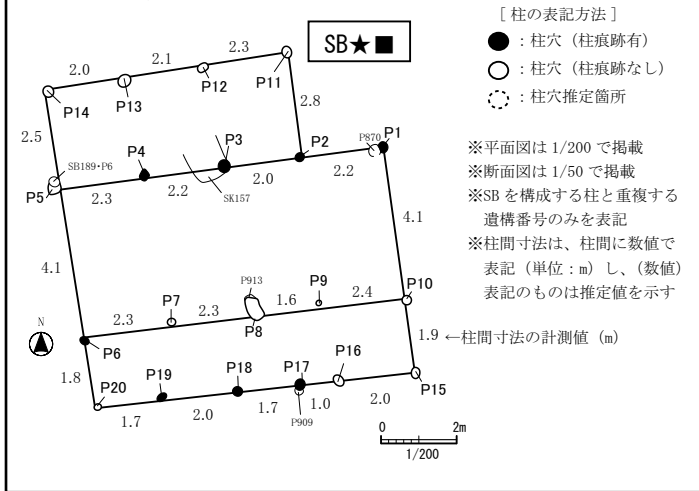 SB★■
[ 柱の表記方法 ]
：柱穴（柱痕跡有）
：柱穴（柱痕跡なし）
：柱穴推定箇所
※平面図は 1/200 で掲載
※断面図は 1/50 で掲載
※SB を構成する柱と重複する
遺構番号のみを表記
※柱間寸法は、柱間に数値で
表記（単位：m）し、（数値）
表記のものは推定値を示す
←柱間寸法の計測値（m）
2.0
2.1
2.3
P14
P13
P12
P11
2.5
2.8
SB189・P6
P5
P4
P3
P2
P870
P1
2.3
2.2
SK157
2.0
2.2
4.1
4.1
P913
P7
P8
P9
P10
2.3
2.3
1.6
2.4
N
P6
1.8
1.9
P20
P19
P18
P17
P16
P15
1.7
2.0
1.7
P909
1.0
2.0
0
2m
1/200